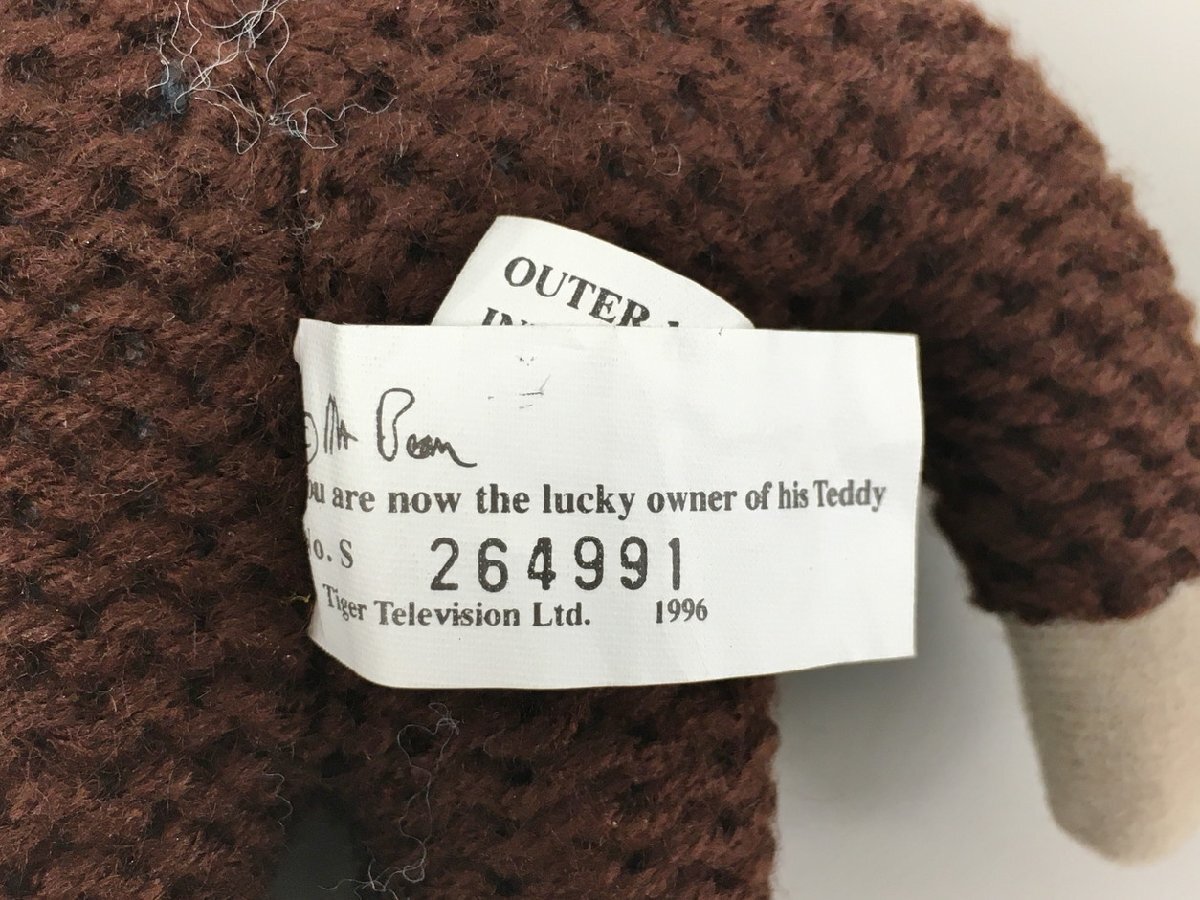 OUTER
© Mr Bean
ou are now the lucky owner of his Teddy
o. S 264991
Tiger Television Ltd. 1996